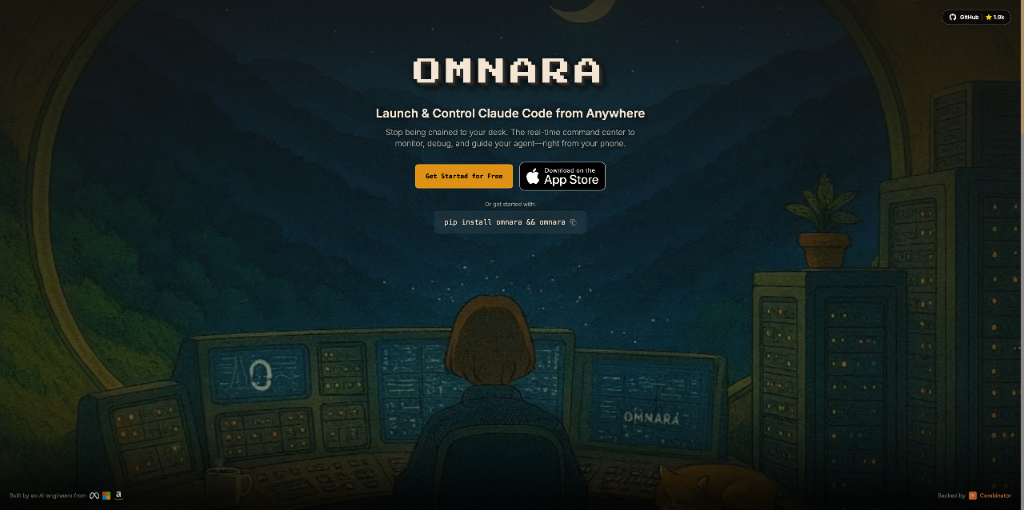 GitHub ⭐ 1.9k
OMNARA
Launch & Control Claude Code from Anywhere
Stop being chained to your desk. The real-time command center to
monitor, debug, and guide your agent—right from your phone.
Get Started for Free
Download on the
App Store
Or get started with:
pip install omnara && omnara
OMNARA
Built by ex-AI engineers from
Backed by Y Combinator